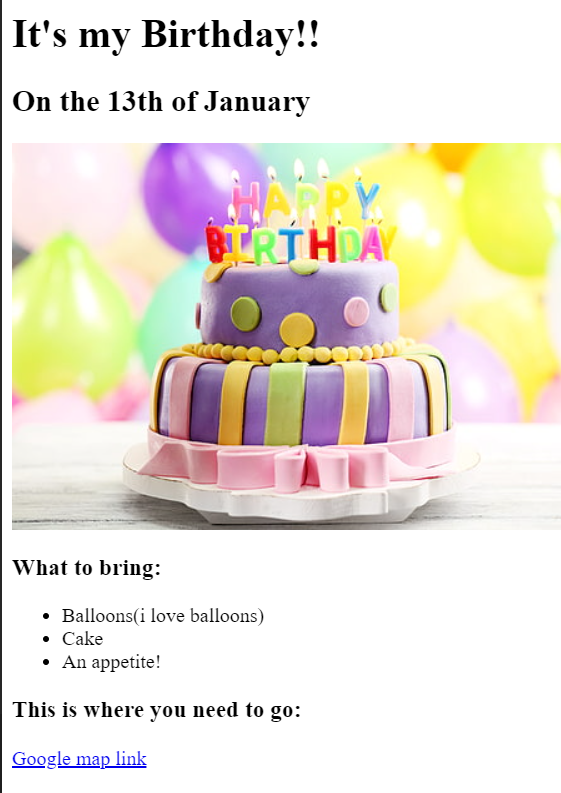 It's my Birthday!!
On the 13th of January
HAPPY
BIRTHDAY
What to bring:
Balloons(i love balloons)
Cake
An appetite!
This is where you need to go:
Google map link